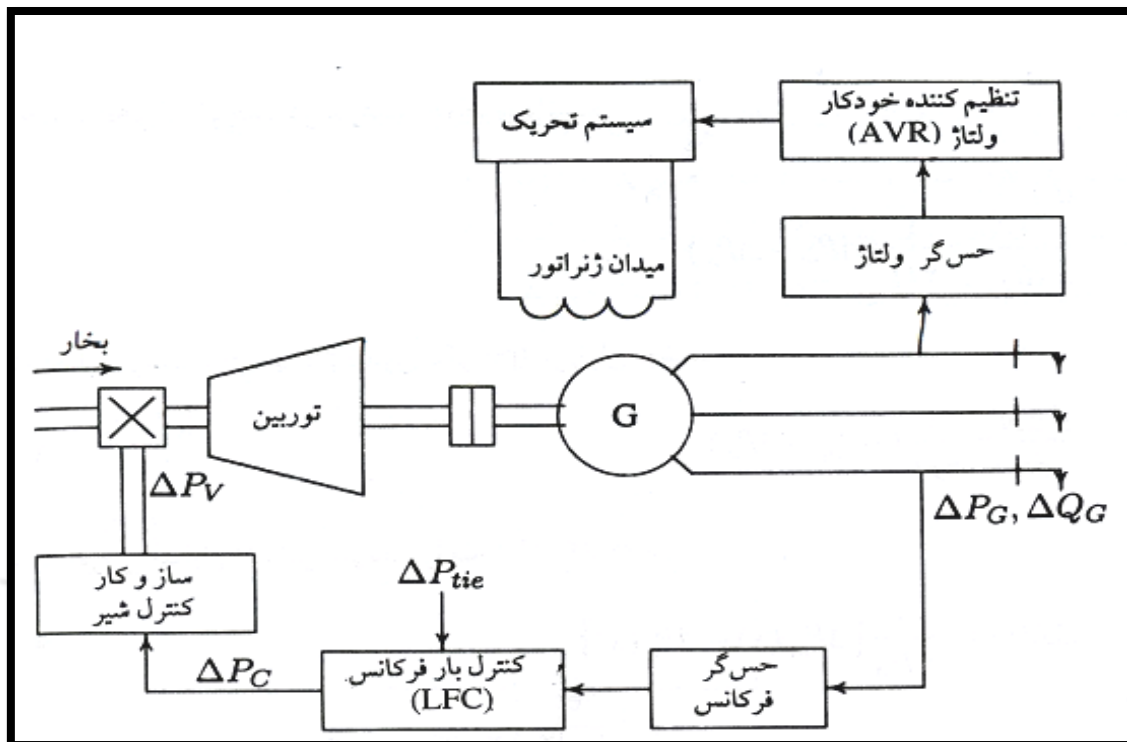 تنظیم کننده خودکار
ولتاژ (AVR)
سیستم تحریک
حس‌گر ولتاژ
میدان ژنراتور
بخار
توربین
G
ΔP_V
ΔP_G, ΔQ_G
ساز و کار
کنترل شیر
ΔP_tie
ΔP_C
کنترل بار فرکانس
(LFC)
حس‌گر
فرکانس